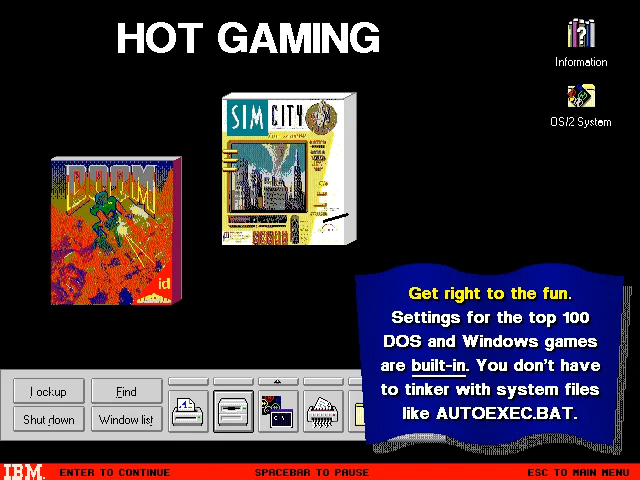 HOT GAMING
Information
OS/2 System
SIM CITY
DOOM
id
Get right to the fun.
Settings for the top 100
DOS and Windows games
are built-in. You don't have
to tinker with system files
like AUTOEXEC.BAT.
Lockup
Find
Shut down
Window list
C:\
IBM.
ENTER TO CONTINUE
SPACEBAR TO PAUSE
ESC TO MAIN MENU